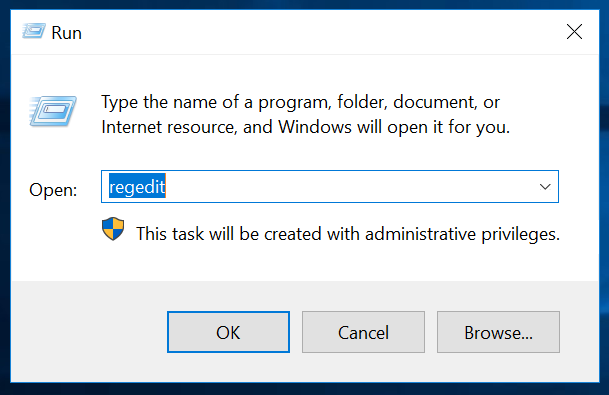 Run
Type the name of a program, folder, document, or
Internet resource, and Windows will open it for you.
Open: regedit
This task will be created with administrative privileges.
OK Cancel Browse...